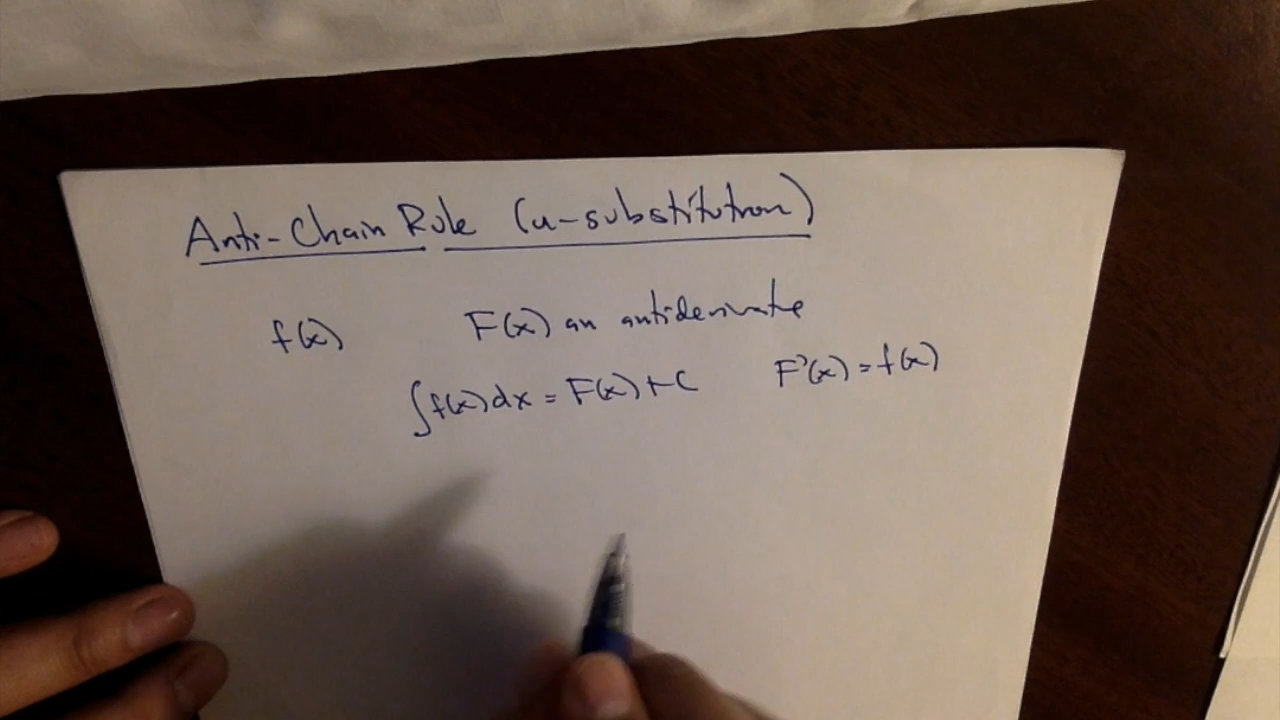 Anti-Chain Rule (u-substitution)
f(x) F(x) an antiderivative
∫f(x)dx = F(x)+C F'(x) = f(x)